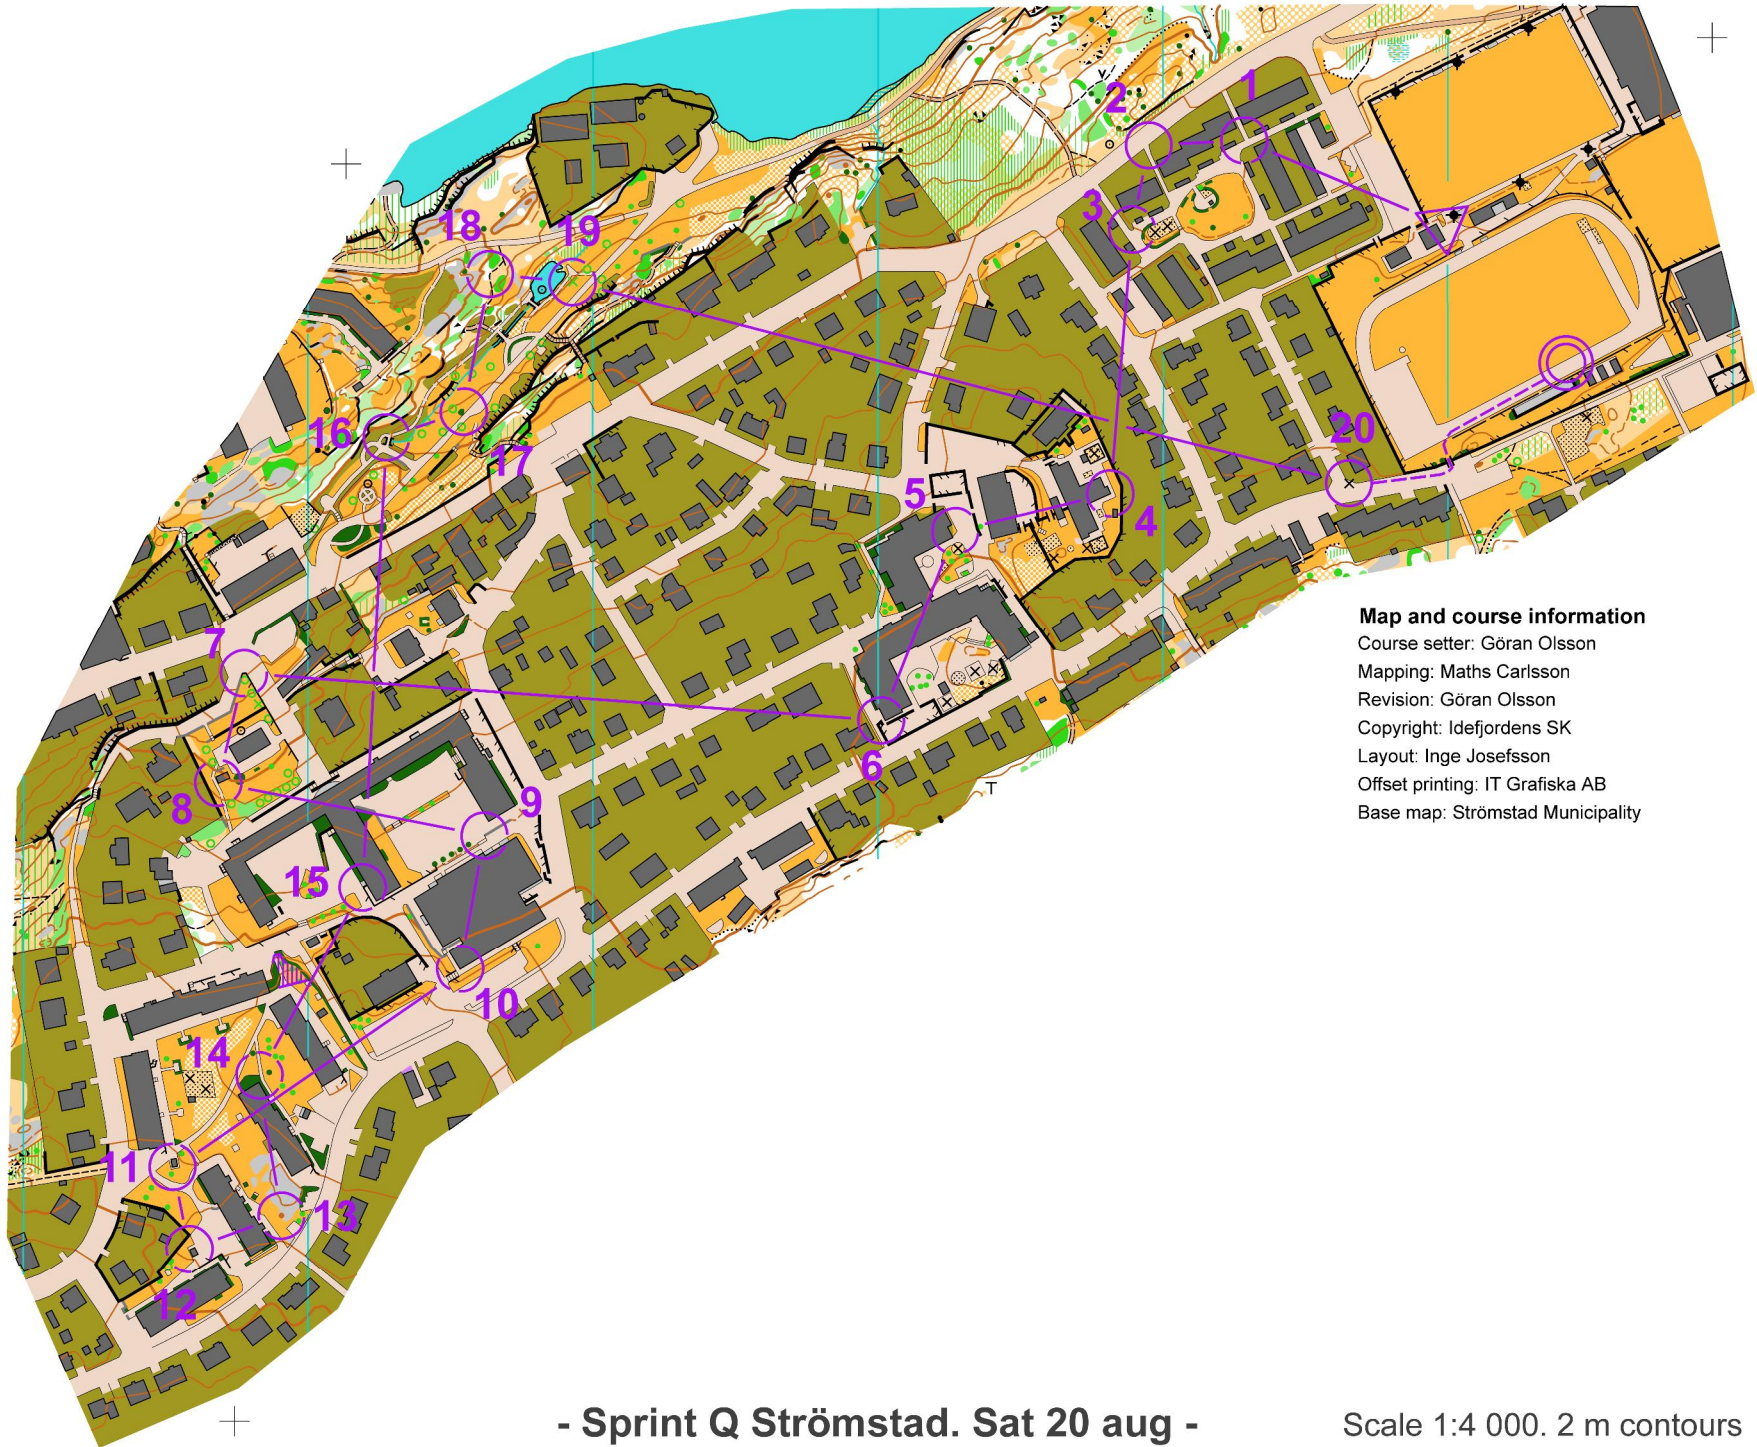 1
2
3
18
19
16
17
20
5
4
7
6
8
9
15
10
14
11
13
12
T
Map and course information
Course setter: Göran Olsson
Mapping: Maths Carlsson
Revision: Göran Olsson
Copyright: Idefjordens SK
Layout: Inge Josefsson
Offset printing: IT Grafiska AB
Base map: Strömstad Municipality
- Sprint Q Strömstad. Sat 20 aug -
Scale 1:4 000. 2 m contours